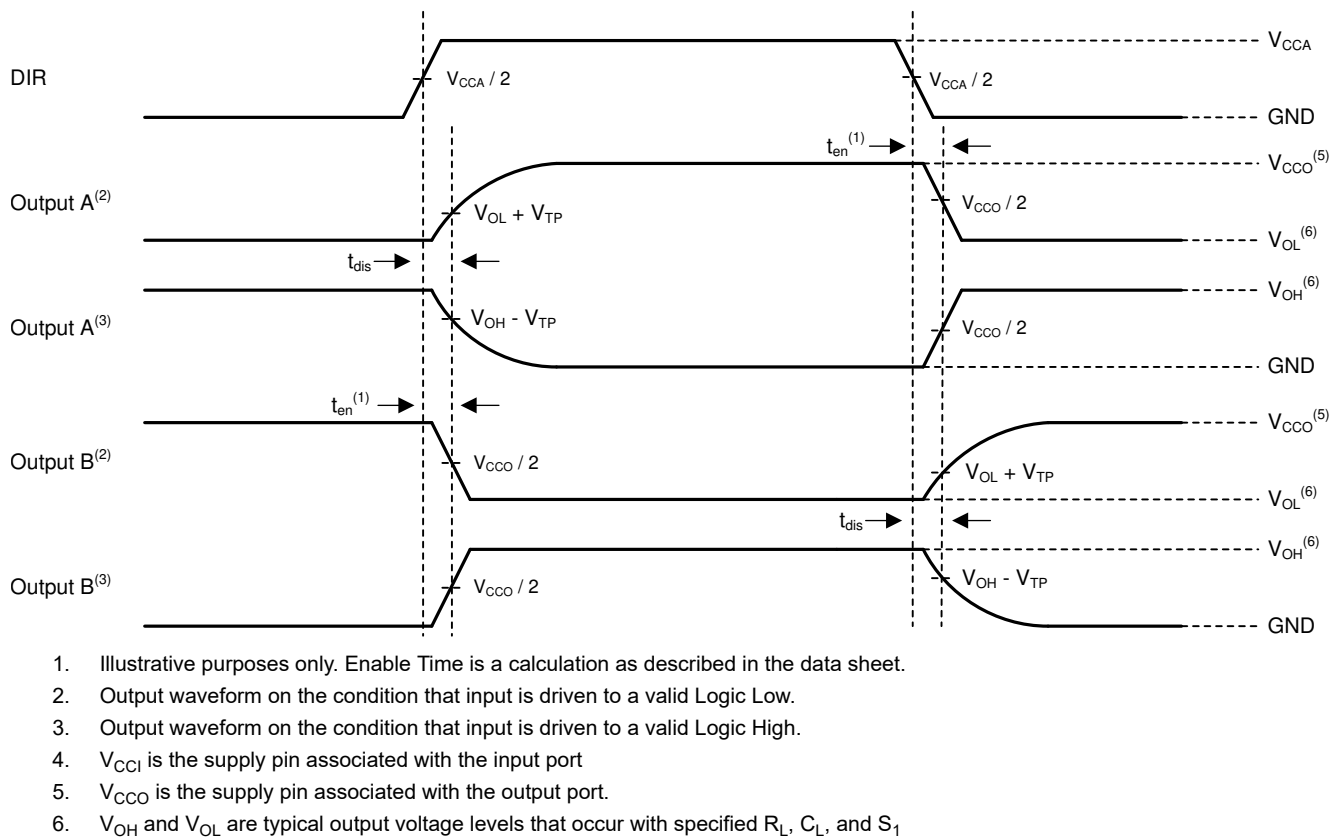 V_CCA
DIR
V_CCA / 2
V_CCA / 2
GND
t_en^(1)
V_CCO^(5)
Output A^(2)
V_OL + V_TP
V_CCO / 2
V_OL^(6)
t_dis
V_OH^(6)
Output A^(3)
V_OH - V_TP
V_CCO / 2
GND
t_en^(1)
V_CCO^(5)
Output B^(2)
V_CCO / 2
V_OL + V_TP
V_OL^(6)
t_dis
V_OH^(6)
Output B^(3)
V_CCO / 2
V_OH - V_TP
GND
1. Illustrative purposes only. Enable Time is a calculation as described in the data sheet.
2. Output waveform on the condition that input is driven to a valid Logic Low.
3. Output waveform on the condition that input is driven to a valid Logic High.
4. V_CCI is the supply pin associated with the input port
5. V_CCO is the supply pin associated with the output port.
6. V_OH and V_OL are typical output voltage levels that occur with specified R_L, C_L, and S_1